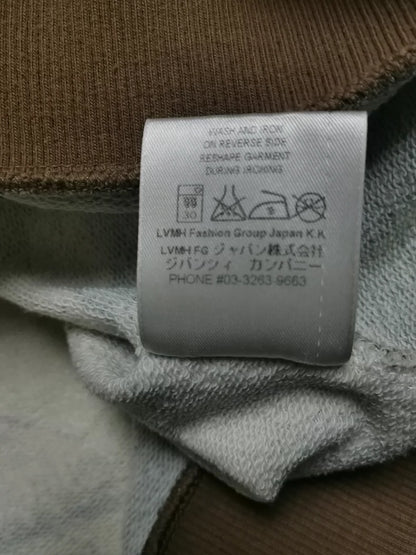 WASH AND IRON
ON REVERSE SIDE
RESHAPE GARMENT
DURING IRONING
30
LVMH Fashion Group Japan K.K
LVMH FG ジャパン株式会社
ジバンシィ カンパニー
PHONE #03-3263-9663